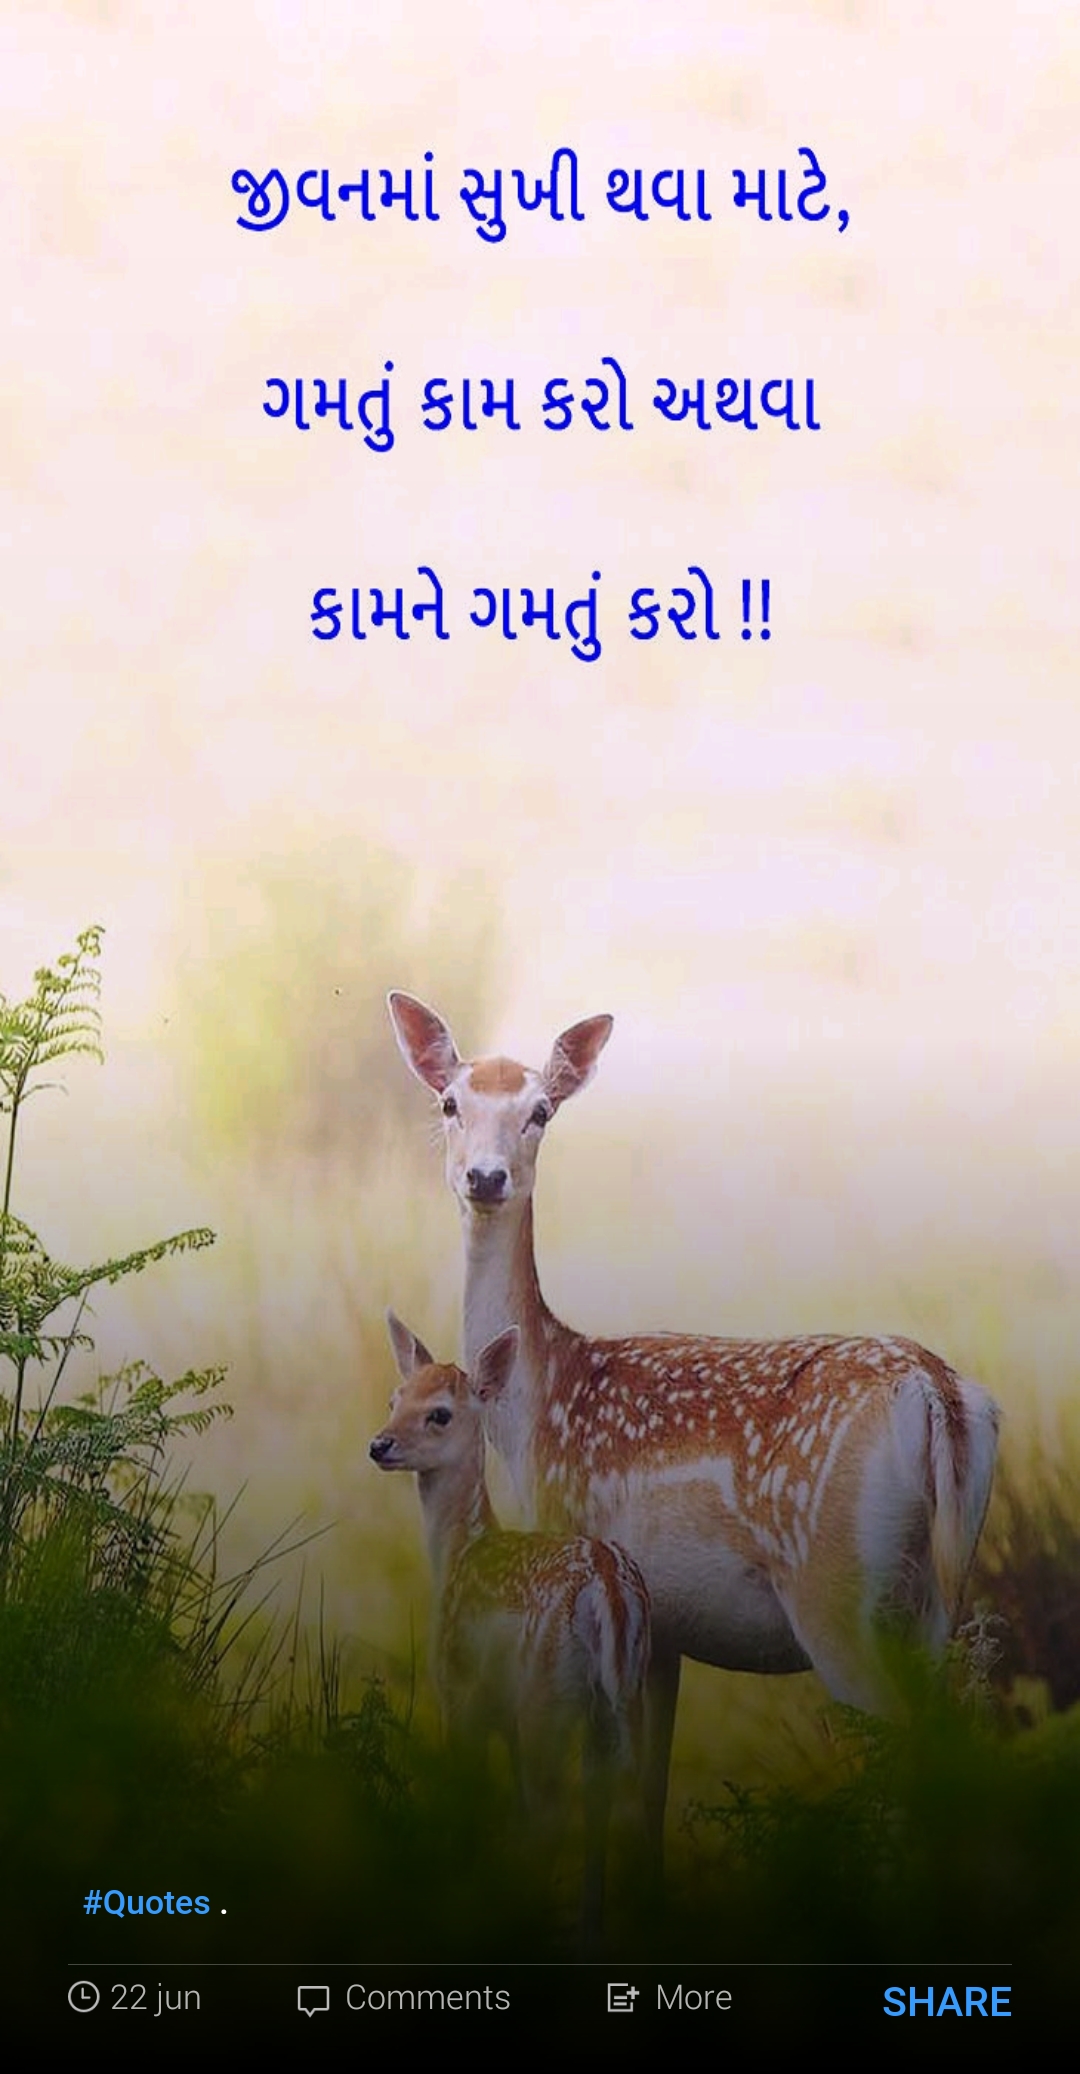 જીવનમાં સુખી થવા માટે,
ગમતું કામ કરો અથવા
કામને ગમતું કરો !!
#Quotes .
22 jun Comments More SHARE